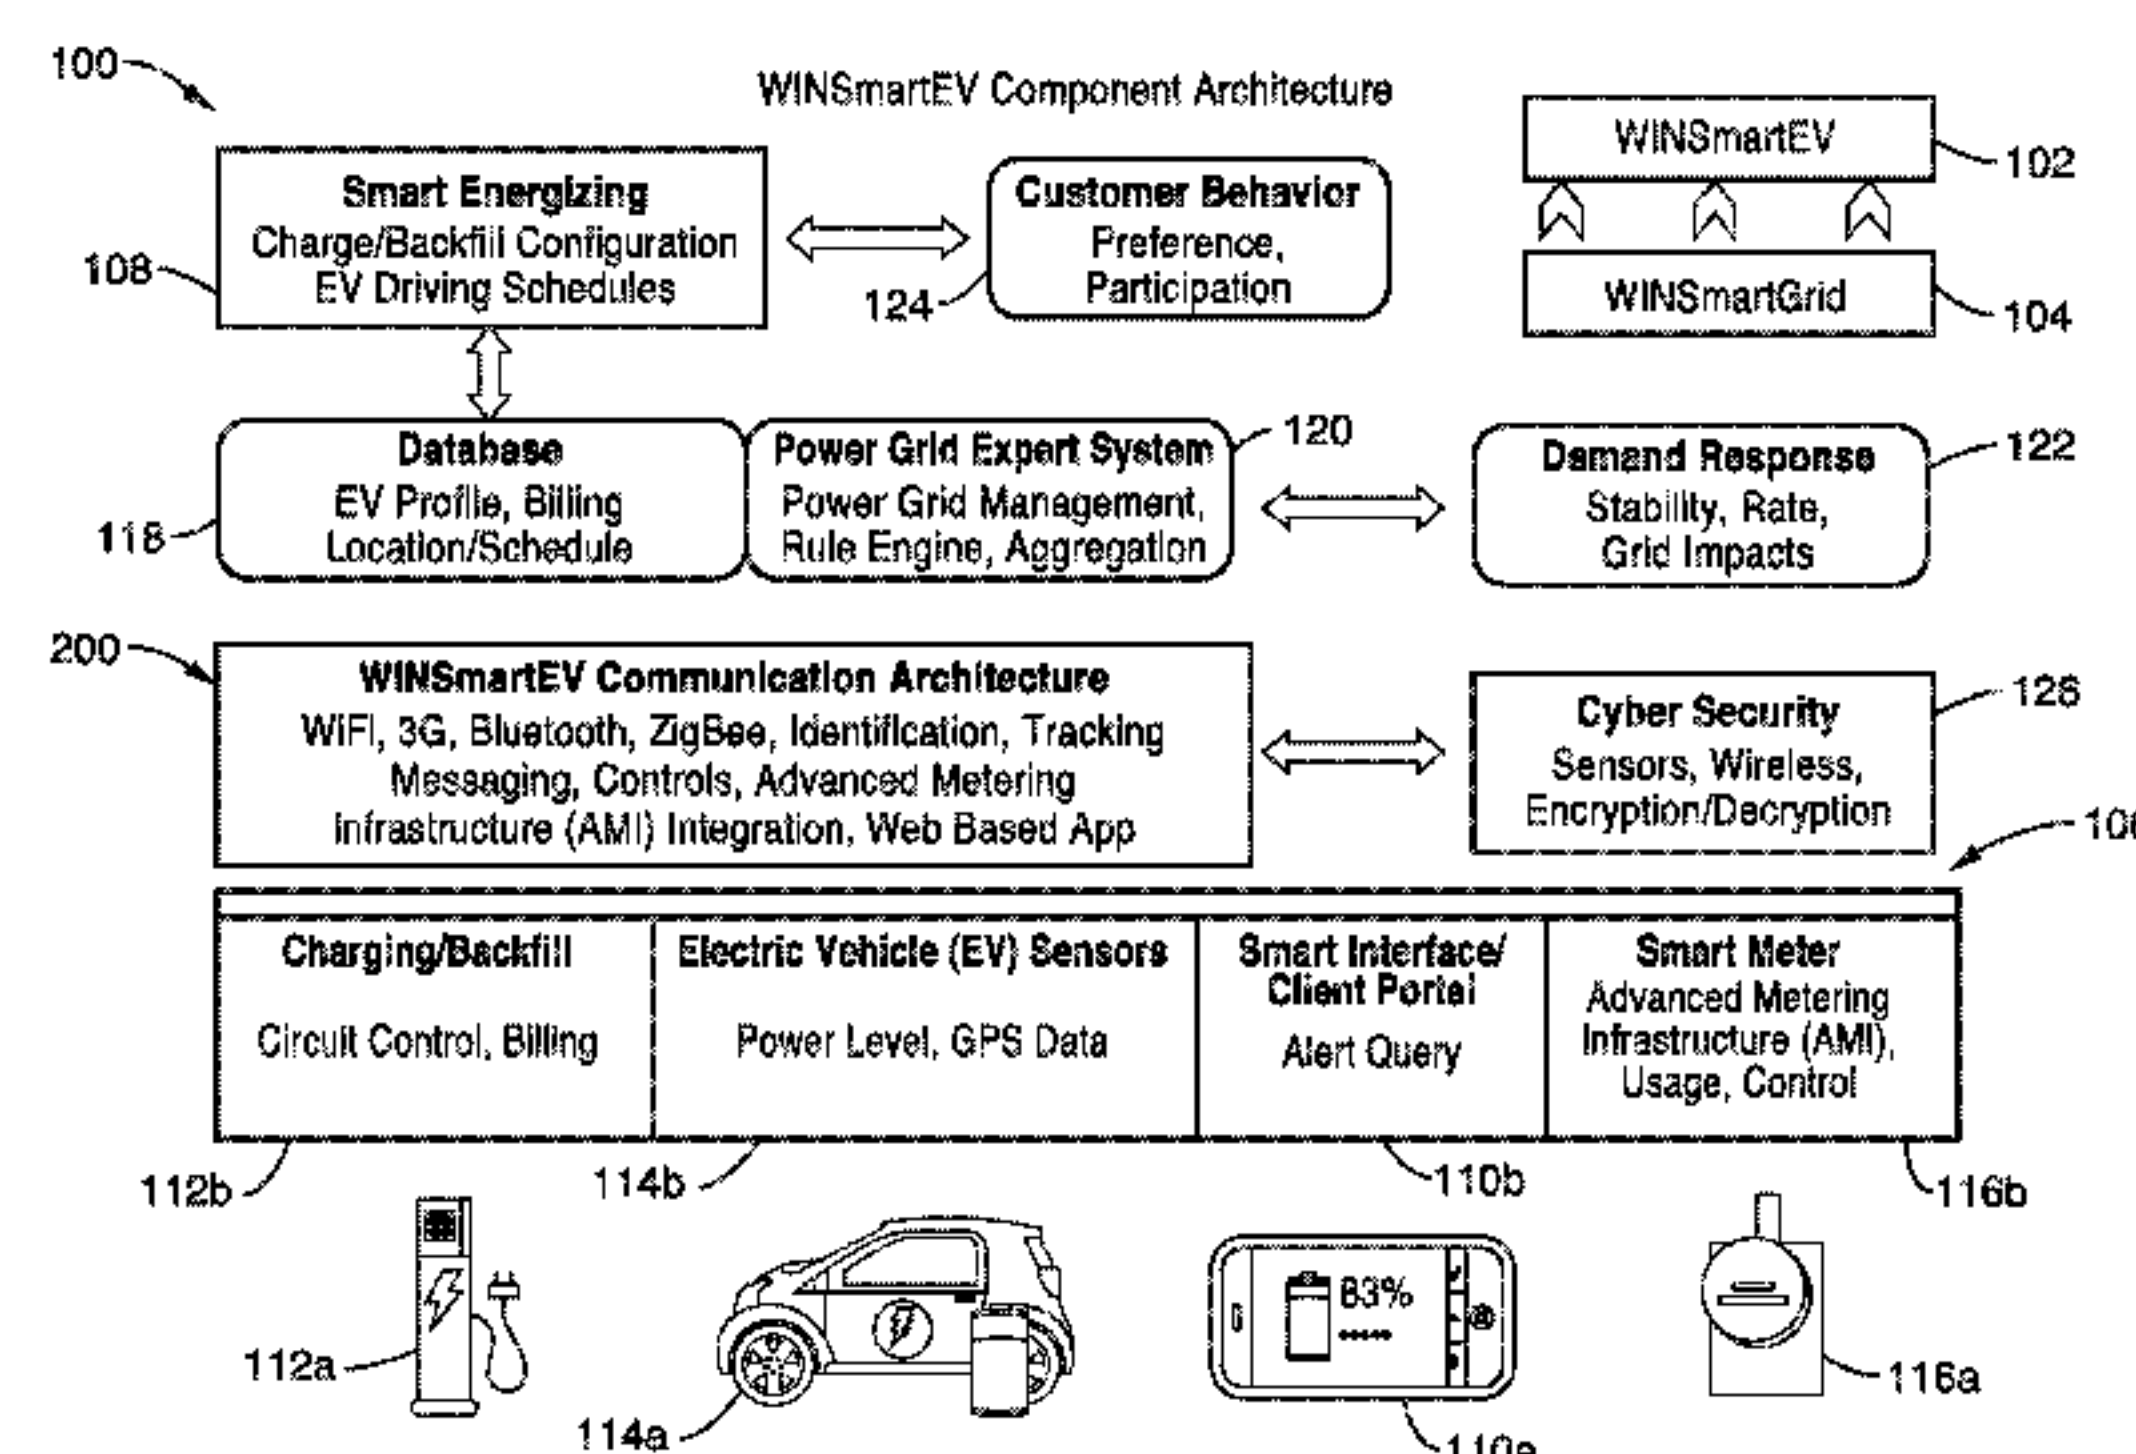 100
WINSmartEV Component Architecture
WINSmartEV
102
Smart Energizing
Charge/Backfill Configuration
EV Driving Schedules
108
Customer Behavior
Preference,
Participation
124
WINSmartGrid
104
Database
EV Profile, Billing
Location/Schedule
118
Power Grid Expert System
Power Grid Management,
Rule Engine, Aggregation
120
Demand Response
Stability, Rate,
Grid Impacts
122
200
WINSmartEV Communication Architecture
WiFi, 3G, Bluetooth, ZigBee, Identification, Tracking
Messaging, Controls, Advanced Metering
Infrastructure (AMI) Integration, Web Based App
Cyber Security
Sensors, Wireless,
Encryption/Decryption
126
Charging/Backfill
Circuit Control, Billing
Electric Vehicle (EV) Sensors
Power Level, GPS Data
Smart Interface/
Client Portal
Alert Query
Smart Meter
Advanced Metering
Infrastructure (AMI),
Usage, Control
112b
114b
110b
116b
83%
112a
114a
110a
116a